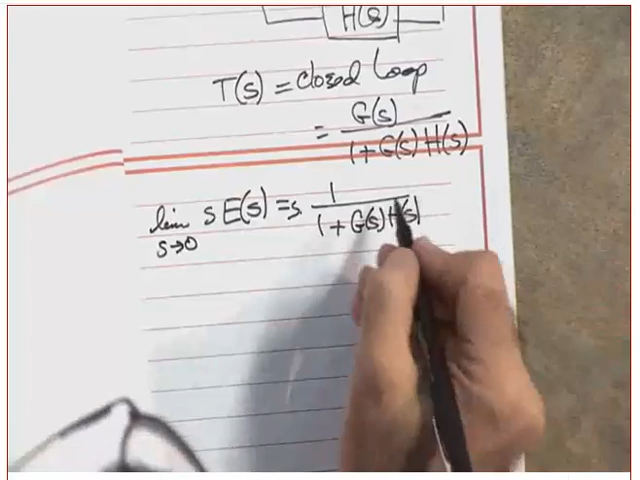 H(s)
T(s) = closed Loop
= G(s) / 1 + G(s) H(s)
lim s→0 s E(s) = s 1 / 1 + G(s) H(s)